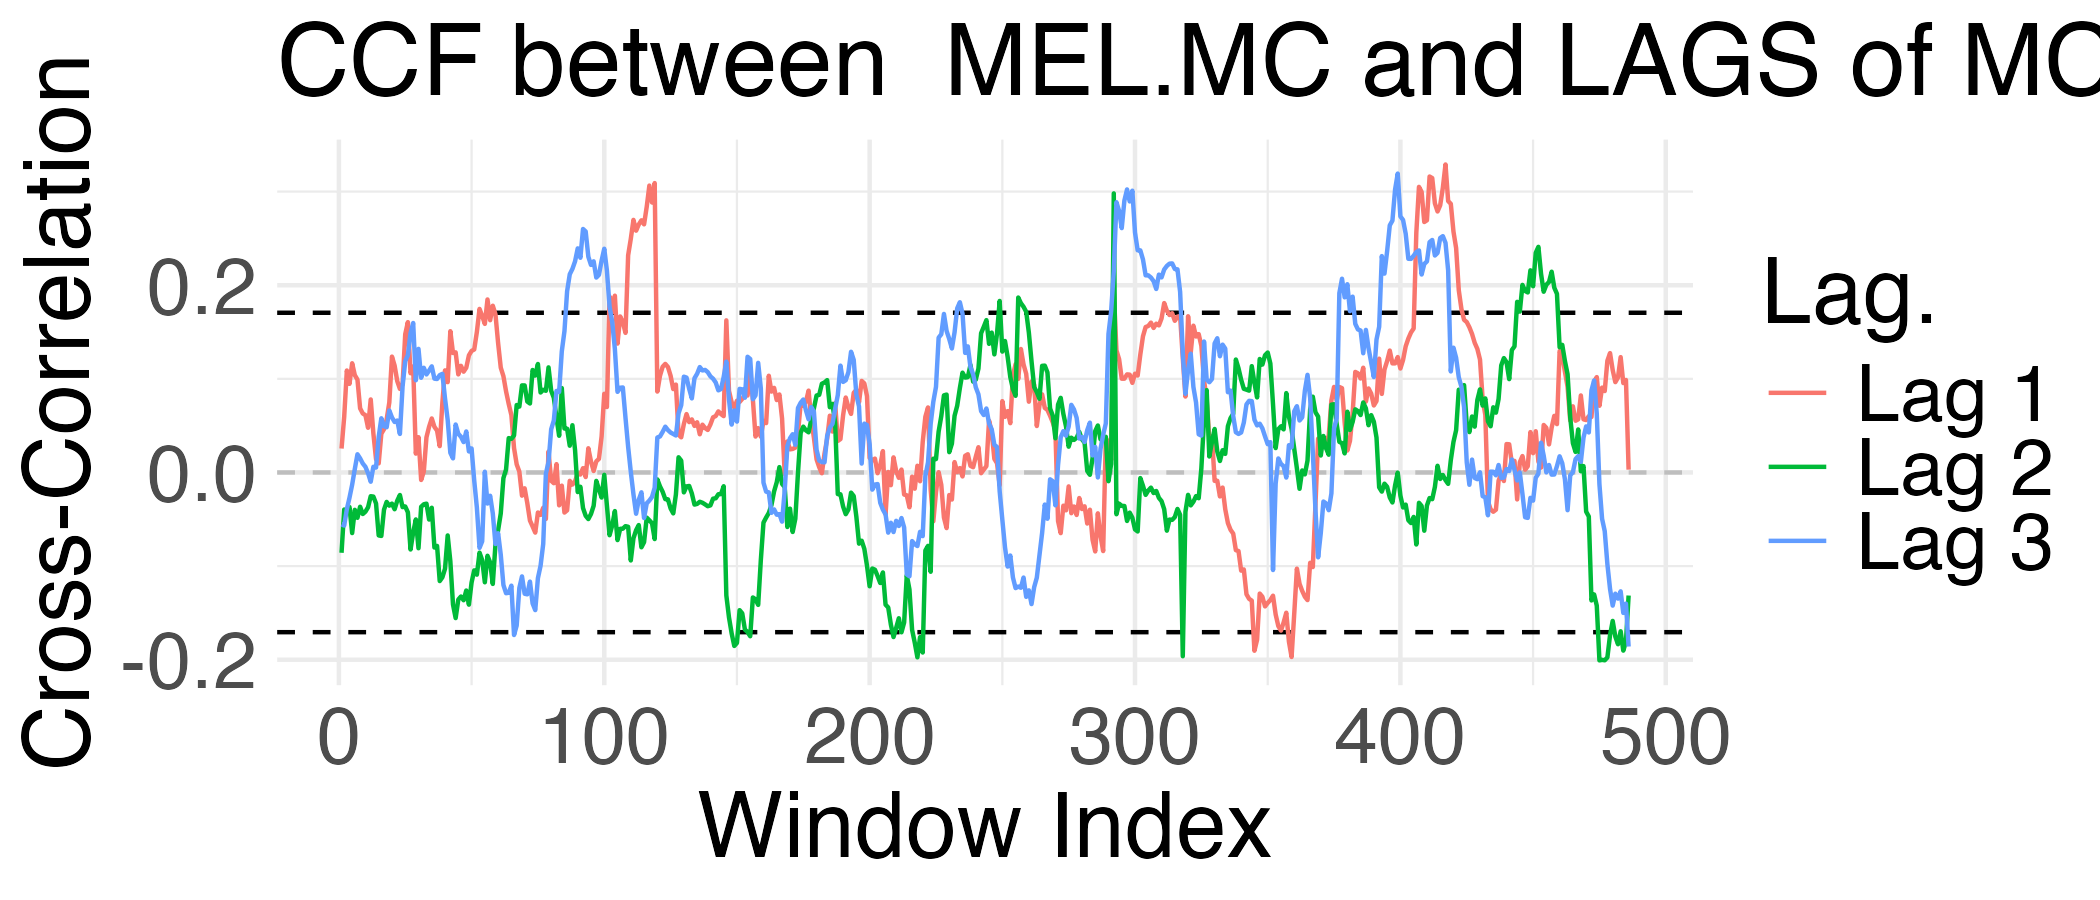 CCF between  MEL.MC and LAGS of MC
Cross-Correlation
0.2
0.0
-0.2
0 100 200 300 400 500
Window Index
Lag.
Lag 1
Lag 2
Lag 3